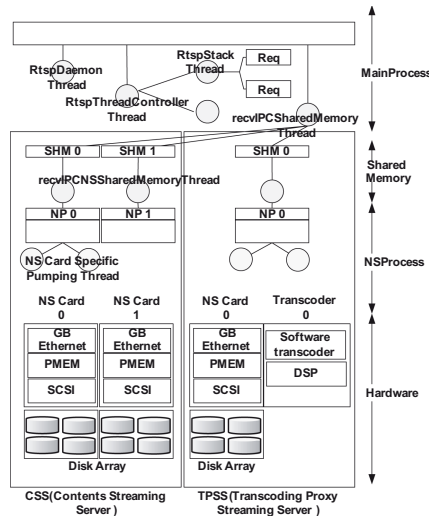 RtspDaemon
Thread
RtspStack
Thread
Req
Req
RtspThreadController
Thread
recvIPCSharedMemory
Thread
MainProcess
SHM 0
SHM 1
SHM 0
Shared
Memory
recvIPCNSSharedMemoryThread
NP 0
NP 1
NP 0
NSProcess
NS Card Specific
Pumping Thread
NS Card
0
NS Card
1
NS Card
0
Transcoder
0
GB
Ethernet
PMEM
SCSI
GB
Ethernet
PMEM
SCSI
GB
Ethernet
PMEM
SCSI
Software
transcoder
DSP
Hardware
Disk Array
Disk Array
CSS(Contents Streaming
Server )
TPSS(Transcoding Proxy
Streaming Server )